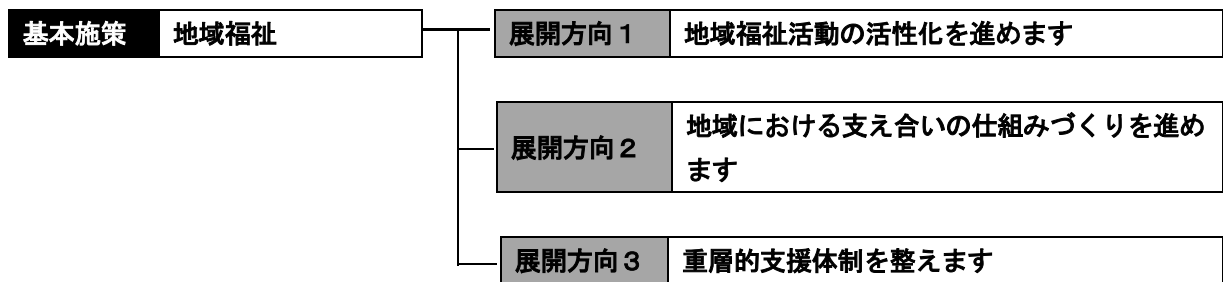 基本施策 地域福祉
展開方向１ 地域福祉活動の活性化を進めます
展開方向２ 地域における支え合いの仕組みづくりを進め
ます
展開方向３ 重層的支援体制を整えます